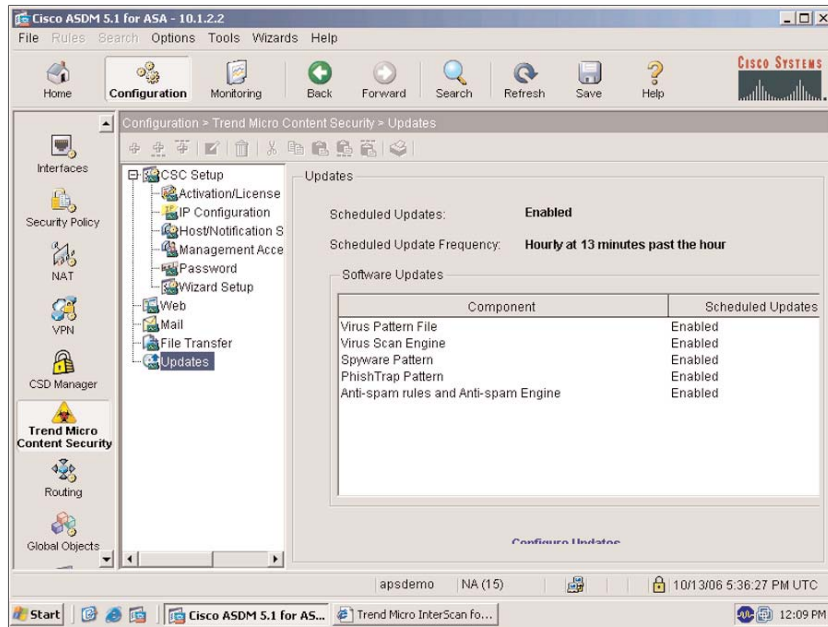 Cisco ASDM 5.1 for ASA - 10.1.2.2
File Rules Search Options Tools Wizards Help
Home Configuration Monitoring Back Forward Search Refresh Save Help
CISCO SYSTEMS
Configuration > Trend Micro Content Security > Updates
Interfaces
Security Policy
NAT
VPN
CSD Manager
Trend Micro
Content Security
Routing
Global Objects
CSC Setup
Activation/License
IP Configuration
Host/Notification S
Management Acce
Password
Wizard Setup
Web
Mail
File Transfer
Updates
Updates
Scheduled Updates: Enabled
Scheduled Update Frequency: Hourly at 13 minutes past the hour
Software Updates
Component Scheduled Updates
Virus Pattern File Enabled
Virus Scan Engine Enabled
Spyware Pattern Enabled
PhishTrap Pattern Enabled
Anti-spam rules and Anti-spam Engine Enabled
Configure Updates
apsdemo NA (15) 10/13/06 5:36:27 PM UTC
Start Cisco ASDM 5.1 for AS... Trend Micro InterScan fo... 12:09 PM